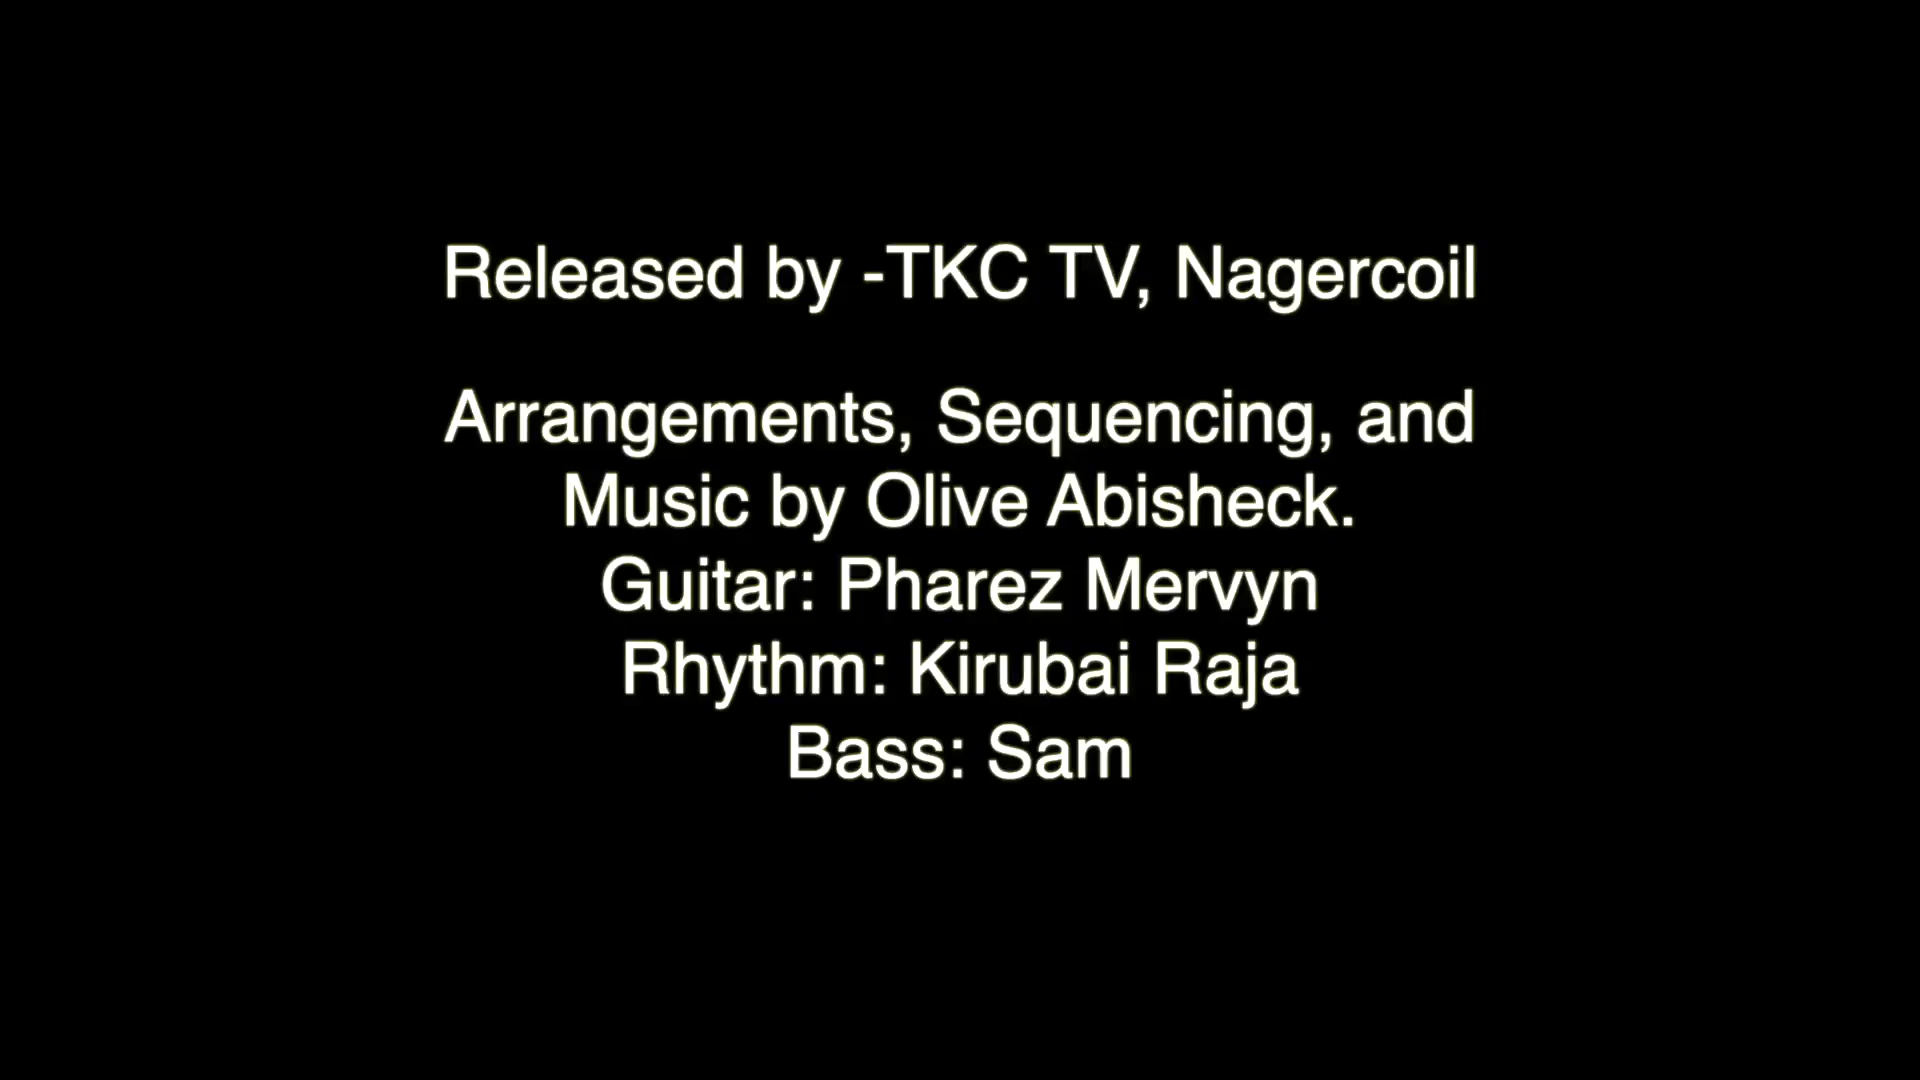 Released by -TKC TV, Nagercoil
Arrangements, Sequencing, and
Music by Olive Abisheck.
Guitar: Pharez Mervyn
Rhythm: Kirubai Raja
Bass: Sam